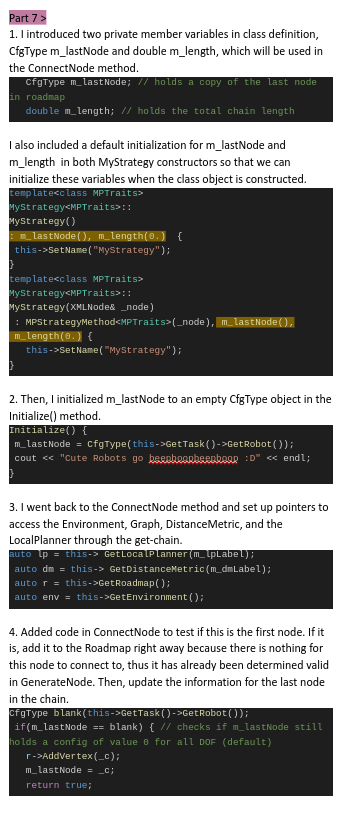 Part 7 >
1. I introduced two private member variables in class definition,
CfgType m_lastNode and double m_length, which will be used in
the ConnectNode method.
CfgType m_lastNode; // holds a copy of the last node
in roadmap
double m_length; // holds the total chain length
I also included a default initialization for m_lastNode and
m_length  in both MyStrategy constructors so that we can
initialize these variables when the class object is constructed.
template<class MPTraits>
MyStrategy<MPTraits>::
MyStrategy()
: m_lastNode(), m_length(0.)  {
this->SetName("MyStrategy");
}
template<class MPTraits>
MyStrategy<MPTraits>::
MyStrategy(XMLNode& _node)
: MPStrategyMethod<MPTraits>(_node), m_lastNode(),
m_length(0.) {
this->SetName("MyStrategy");
}
2. Then, I initialized m_lastNode to an empty CfgType object in the
Initialize() method.
Initialize() {
m_lastNode = CfgType(this->GetTask()->GetRobot());
cout << "Cute Robots go beepboopbeepboop :D" << endl;
}
3. I went back to the ConnectNode method and set up pointers to
access the Environment, Graph, DistanceMetric, and the
LocalPlanner through the get-chain.
auto lp = this-> GetLocalPlanner(m_lpLabel);
auto dm = this-> GetDistanceMetric(m_dmLabel);
auto r = this->GetRoadmap();
auto env = this->GetEnvironment();
4. Added code in ConnectNode to test if this is the first node. If it
is, add it to the Roadmap right away because there is nothing for
this node to connect to, thus it has already been determined valid
in GenerateNode. Then, update the information for the last node
in the chain.
CfgType blank(this->GetTask()->GetRobot());
if(m_lastNode == blank) { // checks if m_lastNode still
holds a config of value 0 for all DOF (default)
r->AddVertex(_c);
m_lastNode = _c;
return true;